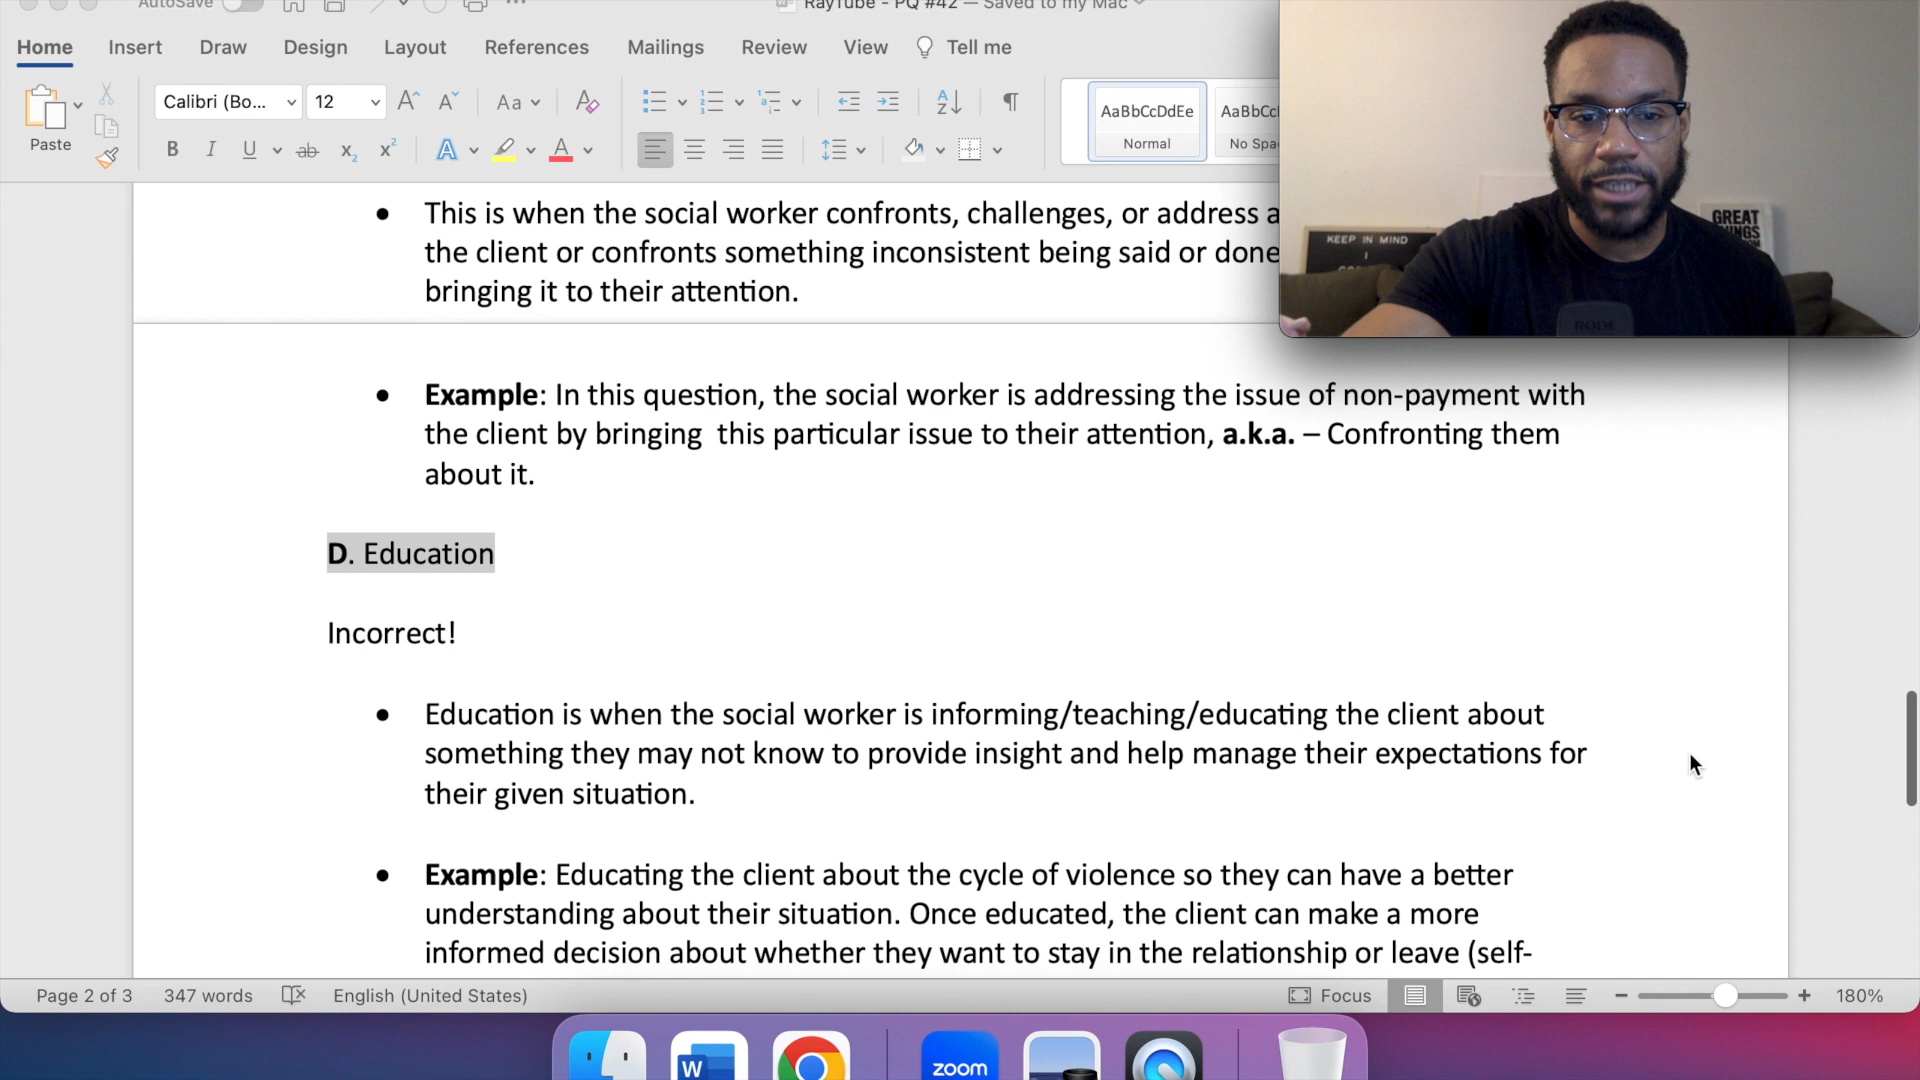 AutoSave
RayTube - PQ #42 — Saved to my Mac
Home Insert Draw Design Layout References Mailings Review View Tell me
Paste
Calibri (Bo... 12
AaBbCcDdEe
Normal
AaBbCc
No Spa
This is when the social worker confronts, challenges, or address a
the client or confronts something inconsistent being said or done
bringing it to their attention.
KEEP IN MIND
I
GREAT
RODE
• Example: In this question, the social worker is addressing the issue of non-payment with
the client by bringing  this particular issue to their attention, a.k.a. – Confronting them
about it.
D. Education
Incorrect!
• Education is when the social worker is informing/teaching/educating the client about
something they may not know to provide insight and help manage their expectations for
their given situation.
• Example: Educating the client about the cycle of violence so they can have a better
understanding about their situation. Once educated, the client can make a more
informed decision about whether they want to stay in the relationship or leave (self-
Page 2 of 3 347 words English (United States) Focus 180%
W
zoom